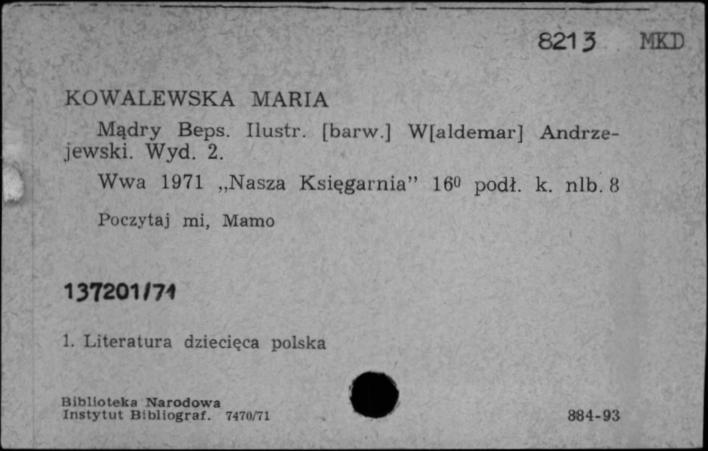 8213 MKD
KOWALEWSKA MARIA
Mądry Beps. Ilustr. [barw.] W[aldemar] Andrze-
jewski. Wyd. 2.
Wwa 1971 „Nasza Księgarnia” 16⁰ podł. k. nlb. 8
Poczytaj mi, Mamo
137201/71
1. Literatura dziecięca polska
Biblioteka Narodowa
Instytut Bibliograf. 7470/71
884-93